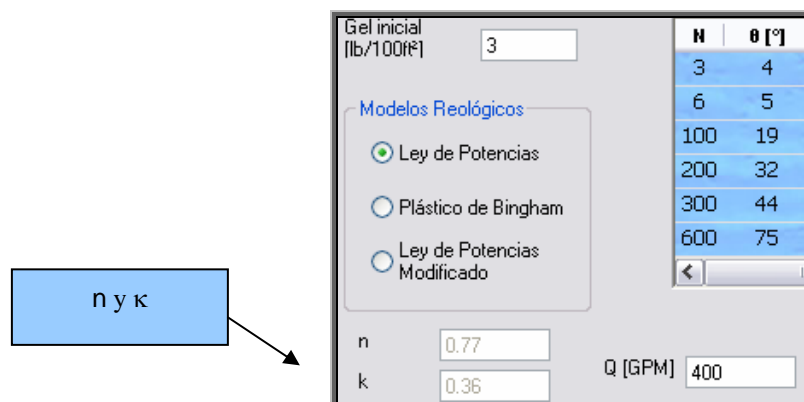 Gel inicial
[lb/100ft²]
3
Modelos Reológicos
Ley de Potencias
Plástico de Bingham
Ley de Potencias
Modificado
n y κ
n
0.77
k
0.36
Q [GPM]
400
N θ [°]
3 4
6 5
100 19
200 32
300 44
600 75